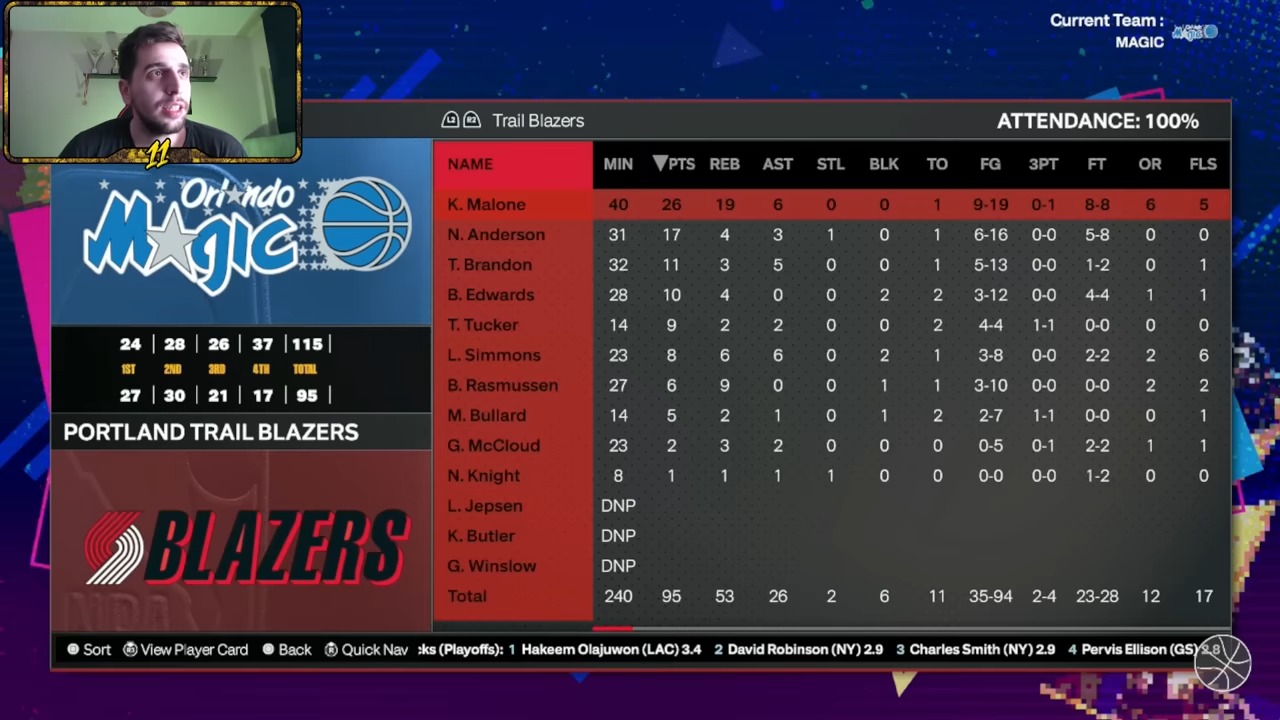 Current Team :
MAGIC
11
L2 R2 Trail Blazers
ATTENDANCE: 100%
Orlando
Magic
24 | 28 | 26 | 37 | 115 |
1ST 2ND 3RD 4TH TOTAL
27 | 30 | 21 | 17 | 95 |
PORTLAND TRAIL BLAZERS
BLAZERS
NAME MIN PTS REB AST STL BLK TO FG 3PT FT OR FLS
K. Malone 40 26 19 6 0 0 1 9-19 0-1 8-8 6 5
N. Anderson 31 17 4 3 1 0 1 6-16 0-0 5-8 0 0
T. Brandon 32 11 3 5 0 0 1 5-13 0-0 1-2 0 1
B. Edwards 28 10 4 0 0 2 2 3-12 0-0 4-4 1 1
T. Tucker 14 9 2 2 0 0 2 4-4 1-1 0-0 0 0
L. Simmons 23 8 6 6 0 2 1 3-8 0-0 2-2 2 6
B. Rasmussen 27 6 9 0 0 1 1 3-10 0-0 0-0 2 2
M. Bullard 14 5 2 1 0 1 2 2-7 1-1 0-0 0 1
G. McCloud 23 2 3 2 0 0 0 0-5 0-1 2-2 1 1
N. Knight 8 1 1 1 1 0 0 0-0 0-0 1-2 0 0
L. Jepsen DNP
K. Butler DNP
G. Winslow DNP
Total 240 95 53 26 2 6 11 35-94 2-4 23-28 12 17
Sort View Player Card Back Quick Nav cks (Playoffs): 1 Hakeem Olajuwon (LAC) 3.4 2 David Robinson (NY) 2.9 3 Charles Smith (NY) 2.9 4 Pervis Ellison (GS) 2.8